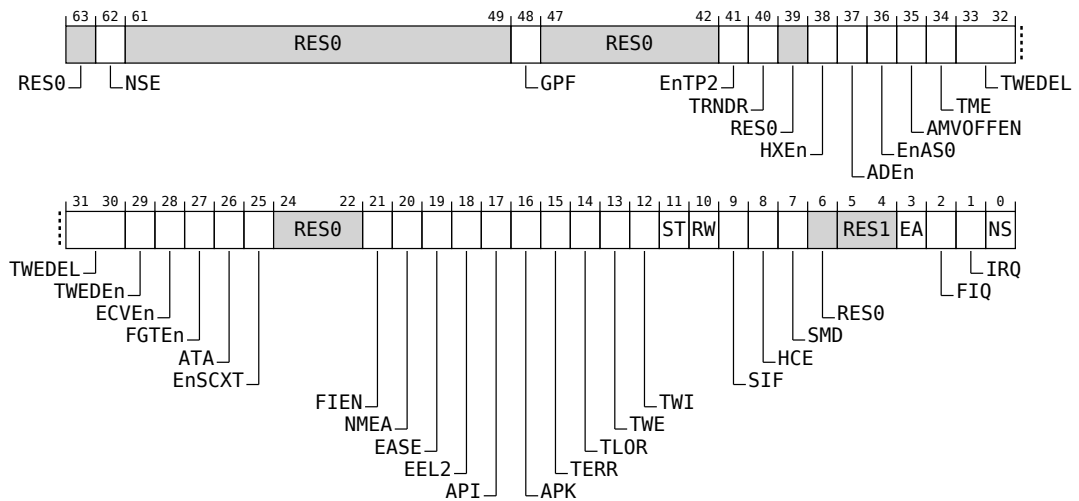 63 62 61 49 48 47 42 41 40 39 38 37 36 35 34 33 32
RES0 RES0
RES0 NSE GPF EnTP2 TWEDEL
TRNDR TME
RES0 AMVOFFEN
HXEn EnAS0
ADEn
31 30 29 28 27 26 25 24 22 21 20 19 18 17 16 15 14 13 12 11 10 9 8 7 6 5 4 3 2 1 0
RES0 ST RW RES1 EA NS
TWEDEL IRQ
TWEDEn FIQ
ECVEn RES0
FGTEn SMD
ATA HCE
EnSCXT SIF
FIEN TWI
NMEA TWE
EASE TLOR
EEL2 TERR
API APK